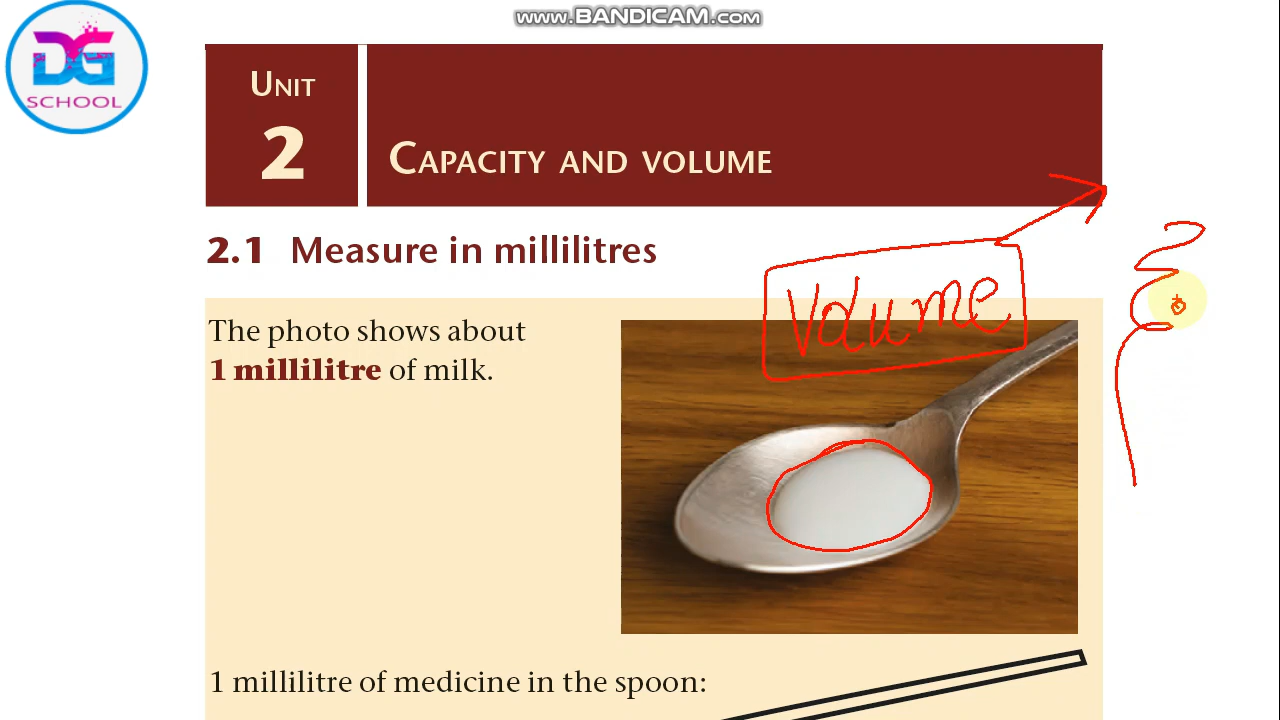 www.BANDICAM.com
DG
SCHOOL
UNIT
2
CAPACITY AND VOLUME
2.1 Measure in millilitres
Volume
The photo shows about
1 millilitre of milk.
1 millilitre of medicine in the spoon: